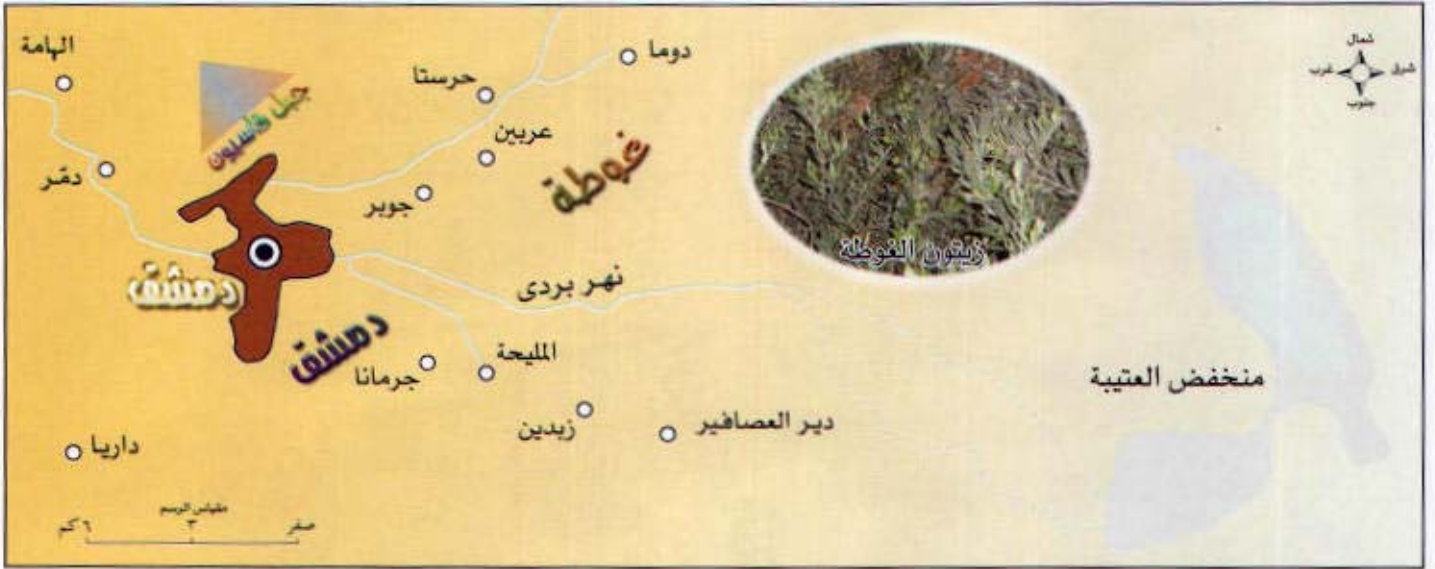 الهامة
دوما
شمال
شرق
غرب
جنوب
حرستا
جبل قاسيون
عربين
غوطة
دمّر
جوبر
زيتون الغوطة
نهر بردى
دمشق
دمشق
المليحة
جرمانا
منخفض العتيبة
زبدين
دير العصافير
داريا
مقياس الرسم
صفر ٣ ٦ كم